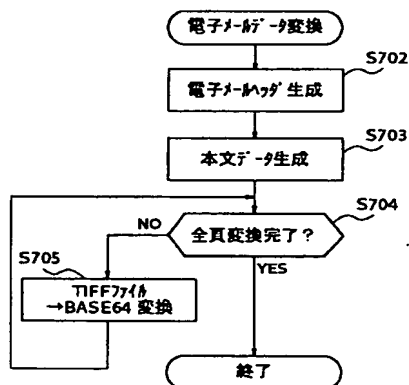 電子メールデータ変換
S702
電子メールヘッダ生成
S703
本文データ生成
S704
全頁変換完了？
NO
YES
S705
TIFFファイル
→BASE64 変換
終了